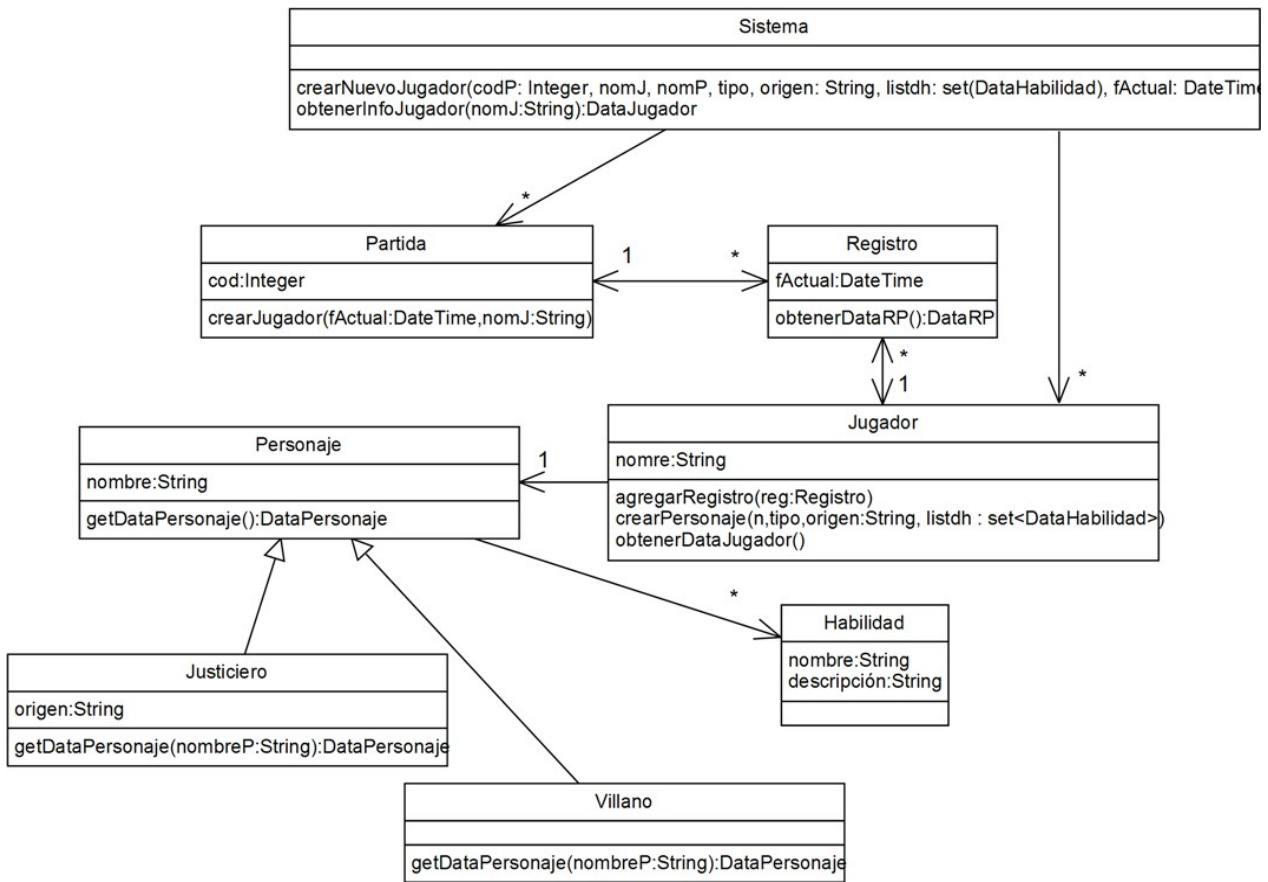 Sistema
crearNuevoJugador(codP: Integer, nomJ, nomP, tipo, origen: String, listdh: set(DataHabilidad), fActual: DateTime
obtenerInfoJugador(nomJ:String):DataJugador
*
Partida
cod:Integer
crearJugador(fActual:DateTime,nomJ:String)
1
*
Registro
fActual:DateTime
obtenerDataRP():DataRP
*
1
*
Jugador
nomre:String
agregarRegistro(reg:Registro)
crearPersonaje(n,tipo,origen:String, listdh : set<DataHabilidad>)
obtenerDataJugador()
1
Personaje
nombre:String
getDataPersonaje():DataPersonaje
*
Habilidad
nombre:String
descripción:String
Justiciero
origen:String
getDataPersonaje(nombreP:String):DataPersonaje
Villano
getDataPersonaje(nombreP:String):DataPersonaje